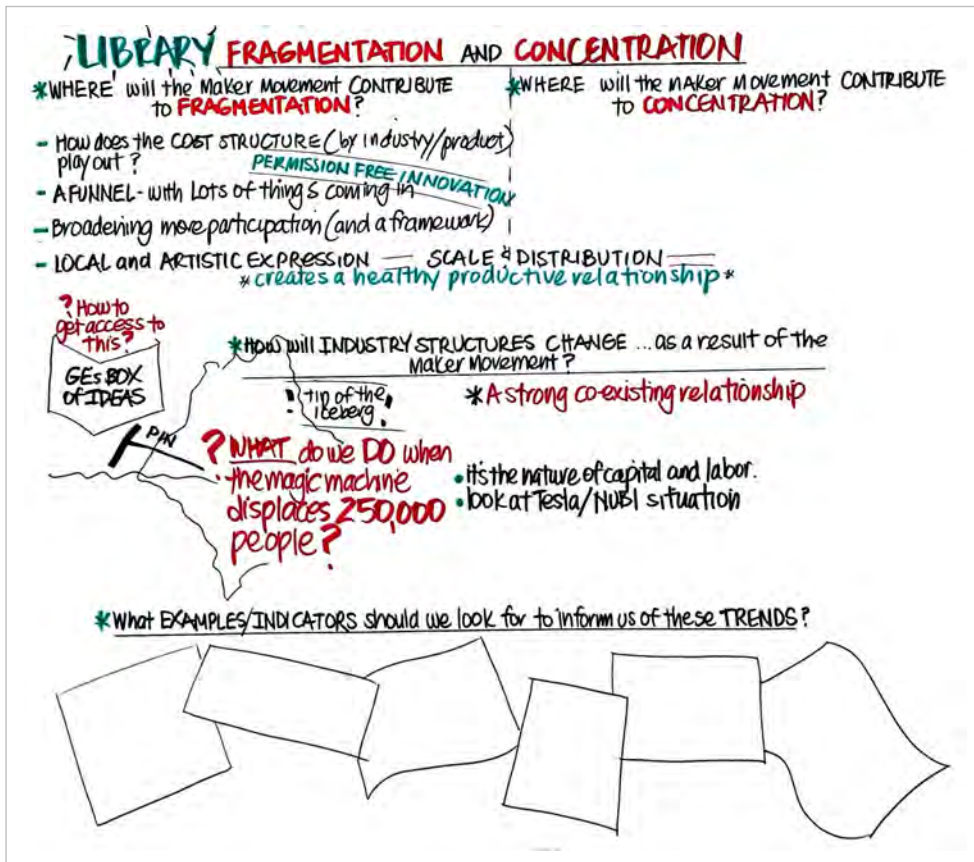 LIBRARY FRAGMENTATION AND CONCENTRATION
*WHERE will the Maker Movement CONTRIBUTE
to FRAGMENTATION?
*WHERE will the MAKER MOVEMENT CONTRIBUTE
to CONCENTRATION?
- How does the COST STRUCTURE (by industry/product)
play out?
PERMISSION FREE INNOVATION
- A FUNNEL - with Lots of things coming in
- Broadening more participation (and a framework)
- LOCAL and ARTISTIC EXPRESSION — SCALE & DISTRIBUTION —
*creates a healthy productive relationship*
? How to
get access to
this?
GEs BOX
of IDEAS
PIN
*How will INDUSTRY STRUCTURES CHANGE ... as a result of the
Maker Movement?
! tip of the !
iceberg
*A strong co-existing relationship
? WHAT do we DO when
the magic machine
displaces 250,000
people?
• it's the nature of capital and labor.
• look at Tesla/NUMI situation
*What EXAMPLES/INDICATORS should we look for to inform us of these TRENDS?